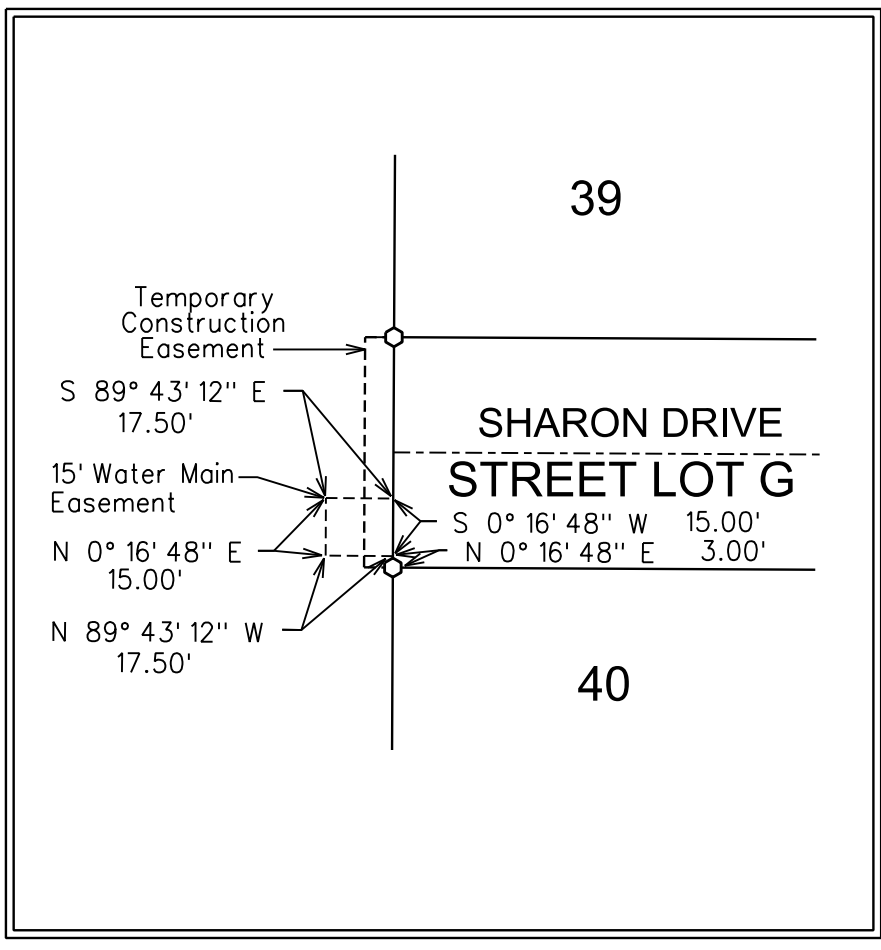 39
Temporary
Construction
Easement
S 89° 43' 12" E
17.50'
SHARON DRIVE
15' Water Main
Easement
STREET LOT G
S 0° 16' 48" W 15.00'
N 0° 16' 48" E 3.00'
N 0° 16' 48" E
15.00'
N 89° 43' 12" W
17.50'
40